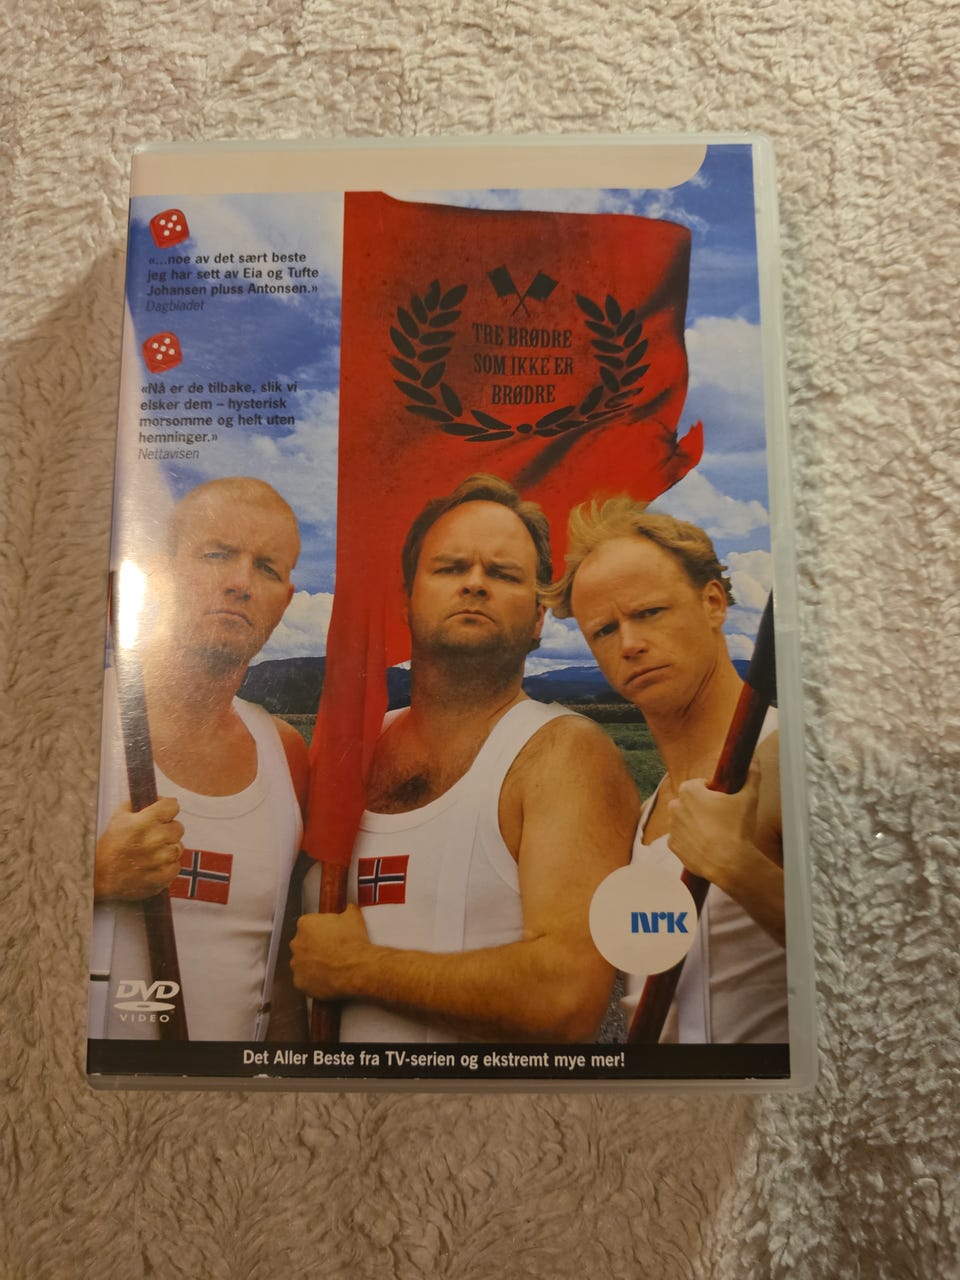 «...noe av det sært beste
jeg har sett av Eia og Tufte
Johansen pluss Antonsen.»
Dagbladet
«Nå er de tilbake, slik vi
elsker dem – hysterisk
morsomme og helt uten
hemninger.»
Nettavisen
TRE BRØDRE
SOM IKKE ER
BRØDRE
nrk
DVD
VIDEO
Det Aller Beste fra TV-serien og ekstremt mye mer!